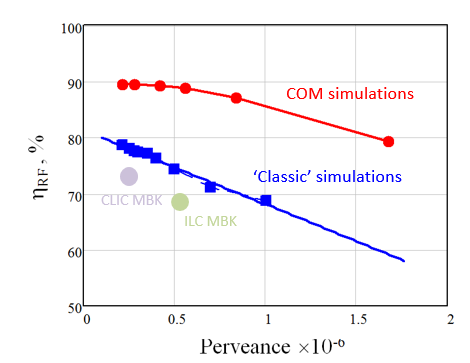 100
90
COM simulations
80
η_RF , %
‘Classic’ simulations
70
CLIC MBK
ILC MBK
60
50
0 0.5 1 1.5 2
Perveance ×10⁻⁶